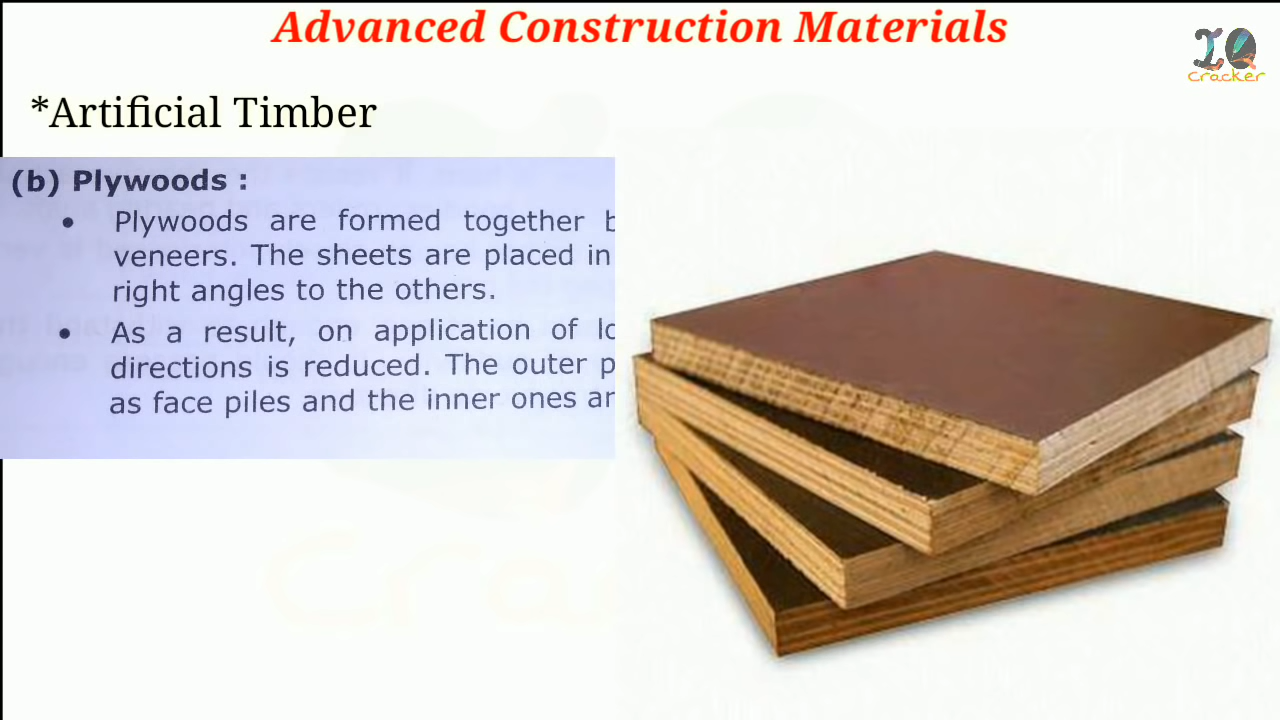 Advanced Construction Materials
IQ
Cracker
*Artificial Timber
(b) Plywoods :
• Plywoods are formed together
veneers. The sheets are placed in
right angles to the others.
• As a result, on application of
directions is reduced. The outer
as face piles and the inner ones